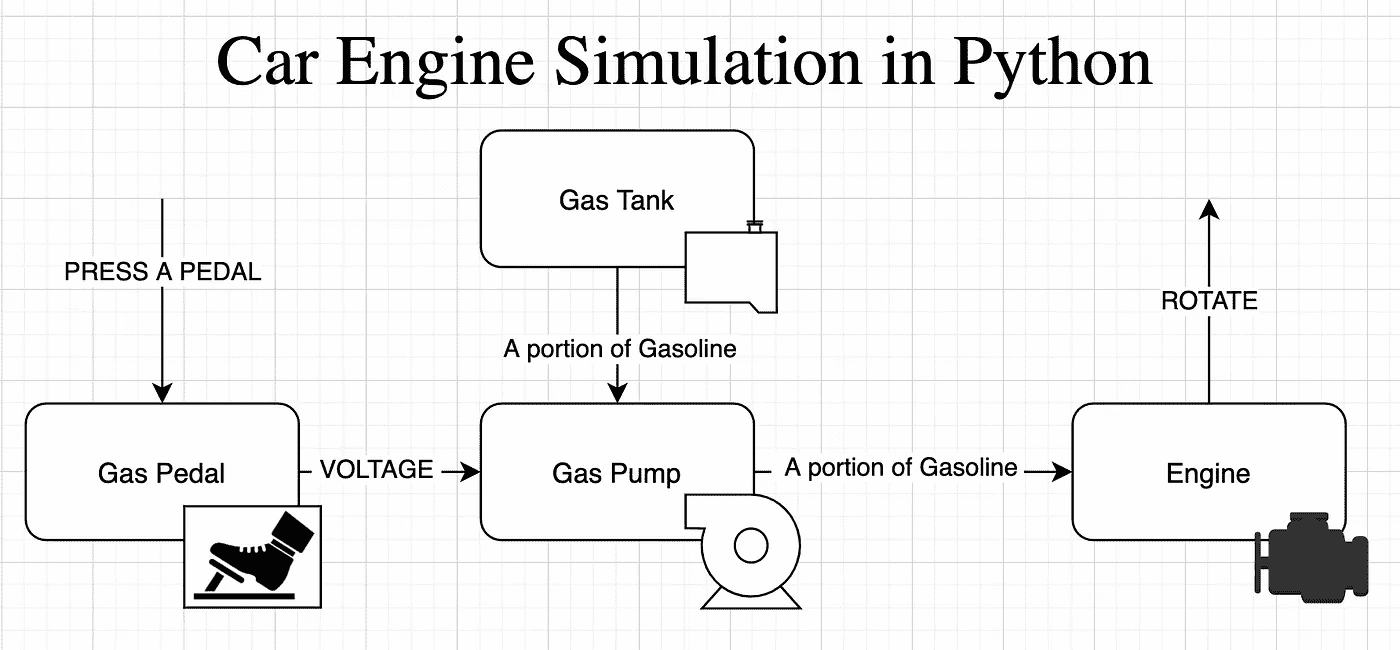 Car Engine Simulation in Python
Gas Tank
PRESS A PEDAL
ROTATE
A portion of Gasoline
Gas Pedal
VOLTAGE
Gas Pump
A portion of Gasoline
Engine